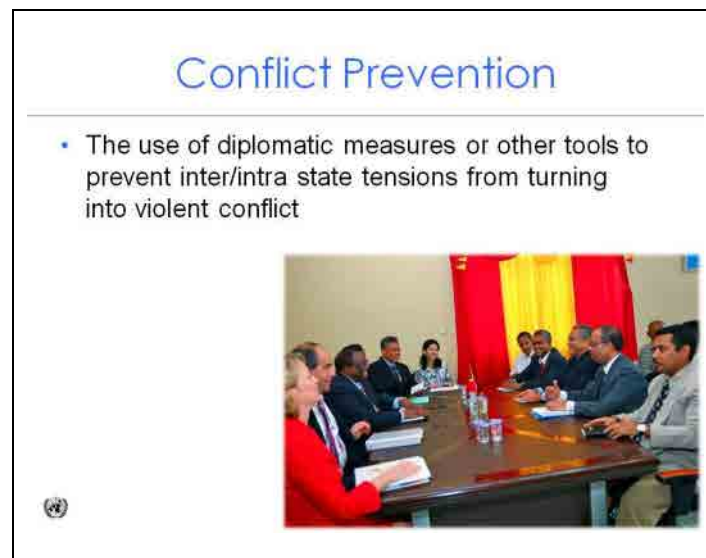 Conflict Prevention
• The use of diplomatic measures or other tools to
prevent inter/intra state tensions from turning
into violent conflict